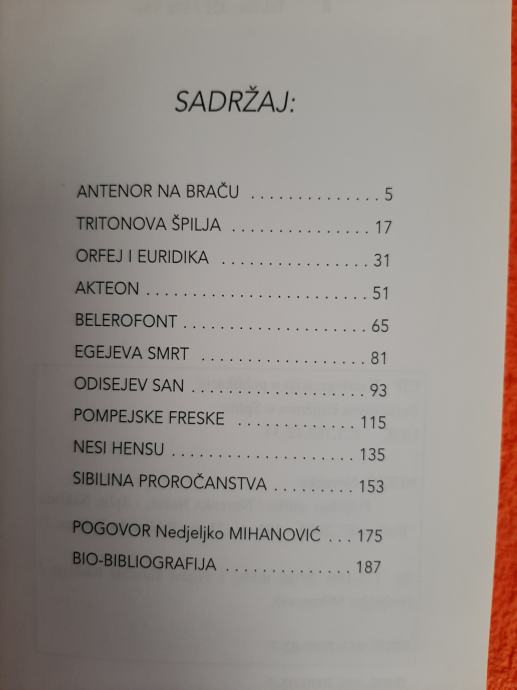 SADRŽAJ:
ANTENOR NA BRAČU ............... 5
TRITONOVA ŠPILJA ................ 17
ORFEJ I EURIDIKA ................. 31
AKTEON ......................... 51
BELEROFONT ..................... 65
EGEJEVA SMRT ................... 81
ODISEJEV SAN .................... 93
POMPEJSKE FRESKE ............. 115
NESI HENSU ..................... 135
SIBILINA PROROČANSTVA .......... 153
POGOVOR Nedjeljko MIHANOVIĆ ... 175
BIO-BIBLIOGRAFIJA .............. 187